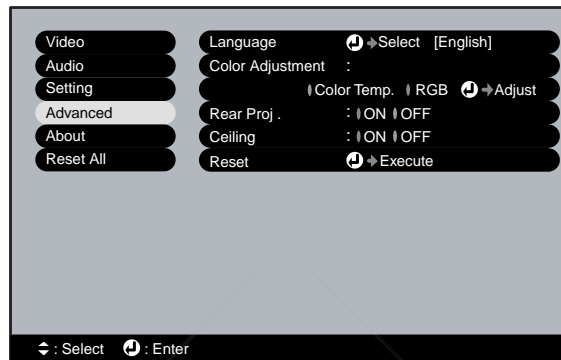 Video
Audio
Setting
Advanced
About
Reset All
Language Select [English]
Color Adjustment :
Color Temp. RGB Adjust
Rear Proj . : ON OFF
Ceiling : ON OFF
Reset Execute
: Select : Enter